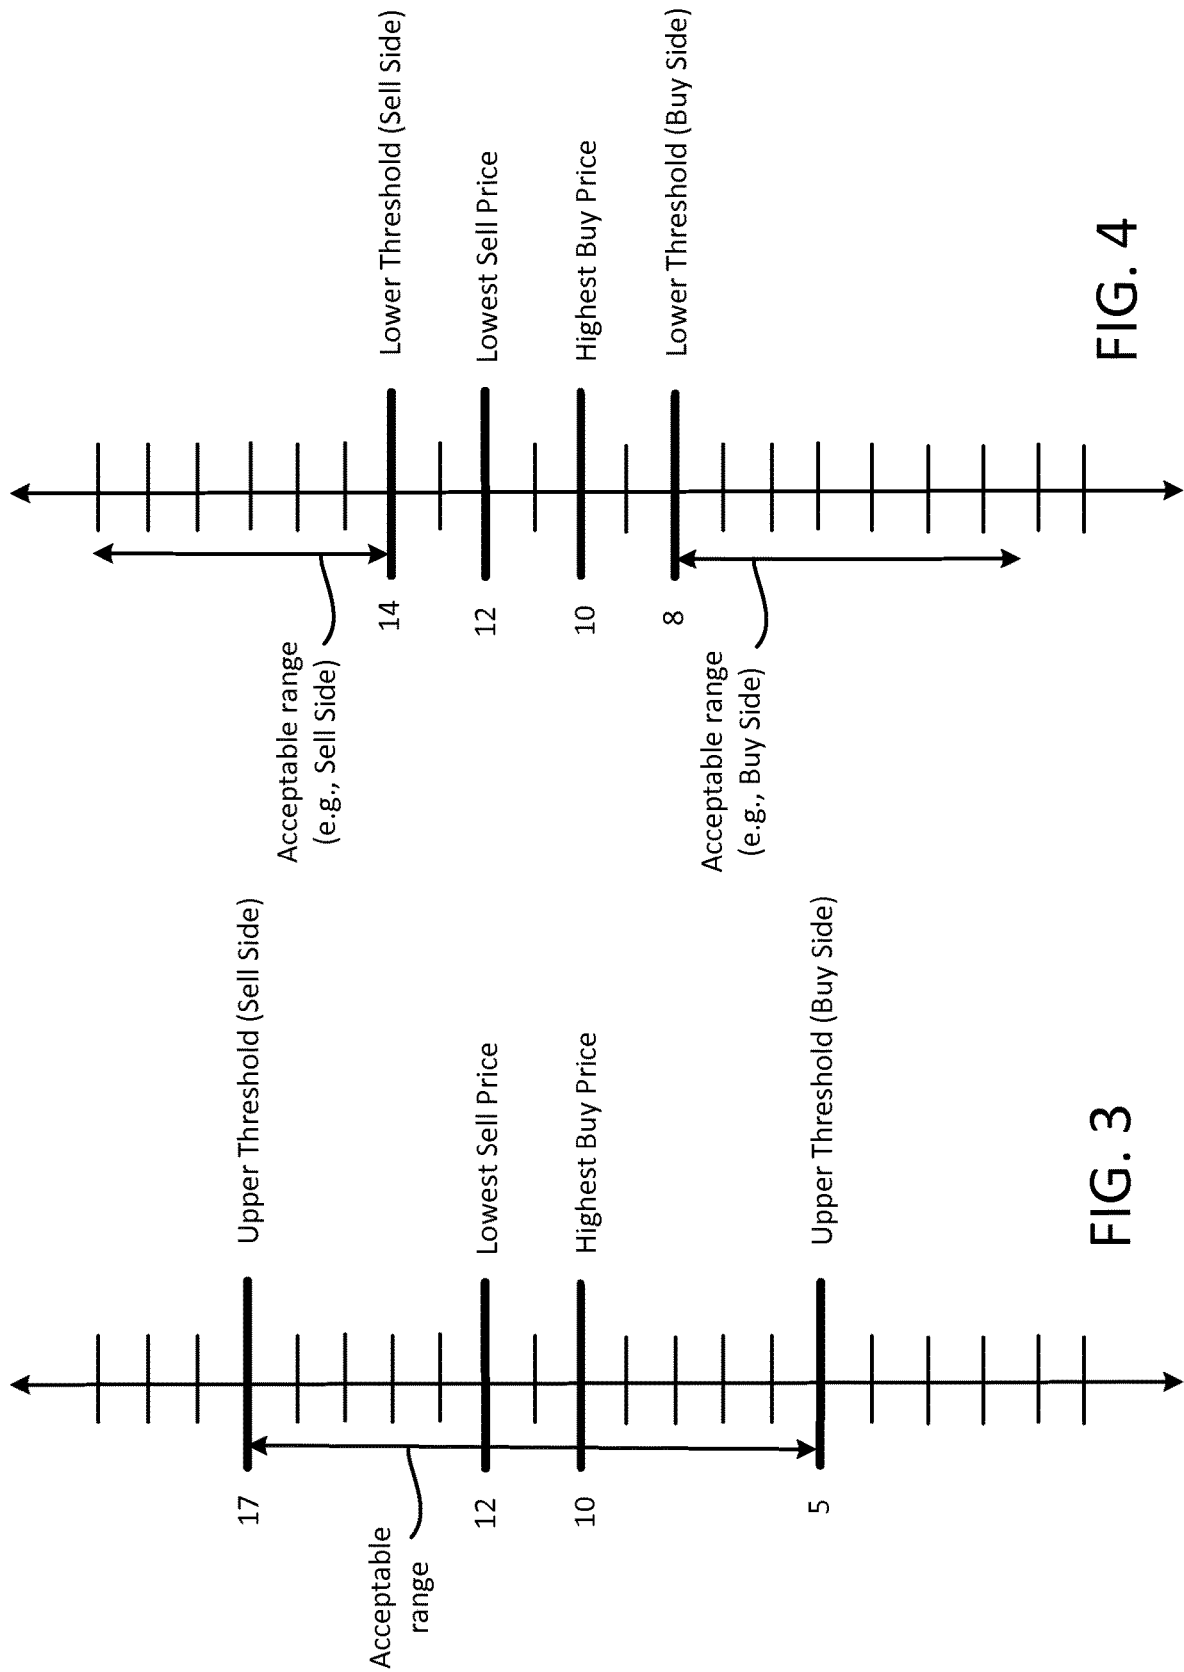 Upper Threshold (Sell Side)
17
Acceptable
range
Lowest Sell Price
12
Highest Buy Price
10
Upper Threshold (Buy Side)
5
FIG. 3
Acceptable range
(e.g., Sell Side)
Lower Threshold (Sell Side)
14
Lowest Sell Price
12
Highest Buy Price
10
Lower Threshold (Buy Side)
8
Acceptable range
(e.g., Buy Side)
FIG. 4